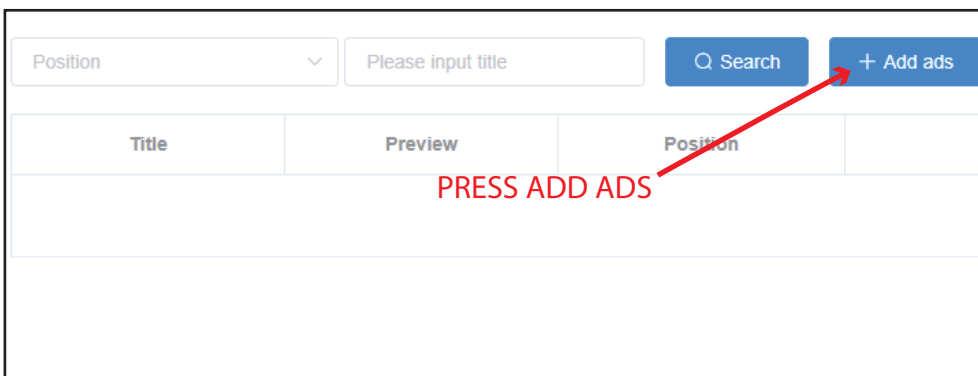 Position
Please input title
Search
+ Add ads
Title
Preview
Position
PRESS ADD ADS